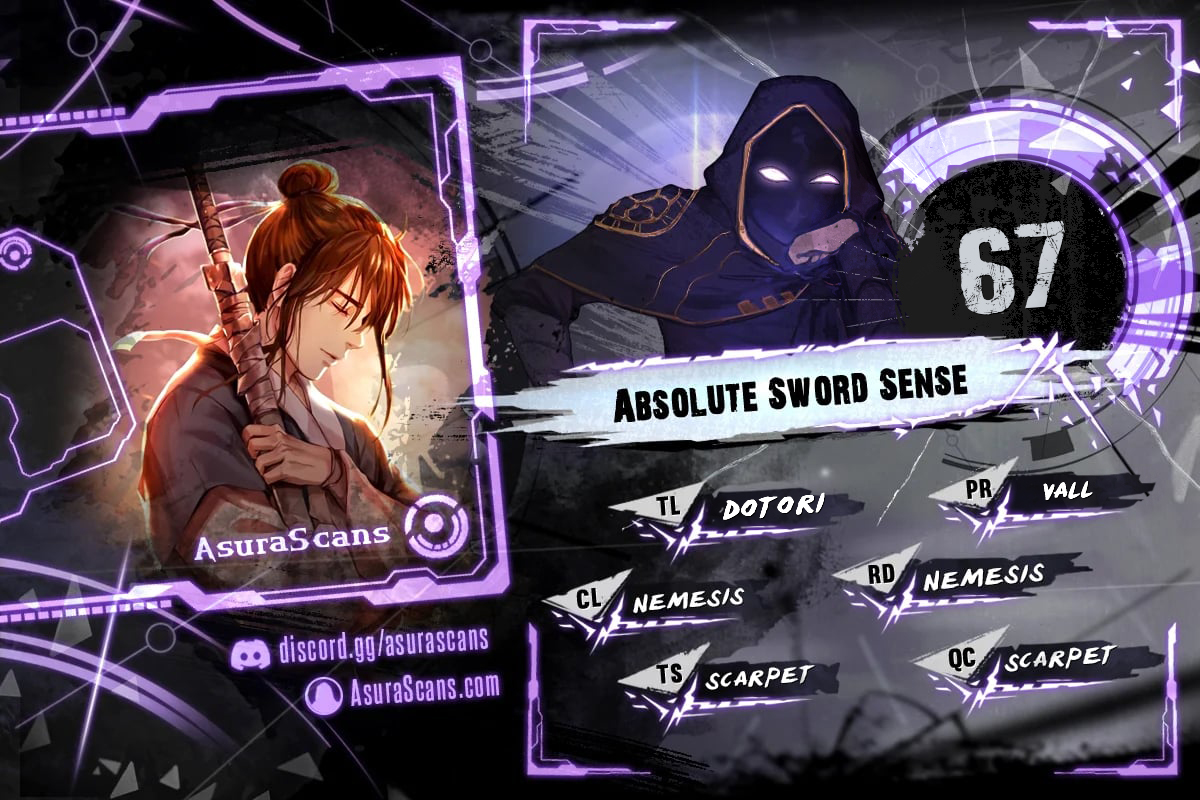 67
ABSOLUTE SWORD SENSE
TL DOTORI
PR VALL
CL NEMESIS
RD NEMESIS
TS SCARPET
QC SCARPET
AsuraScans
discord.gg/asurascans
AsuraScans.com